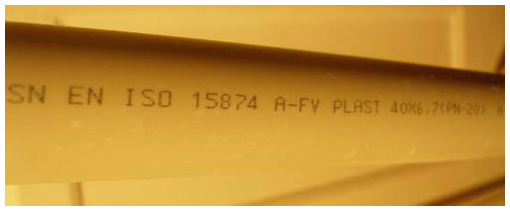 SN EN ISO 15874 A-FV PLAST 40X6.7(PN-20)